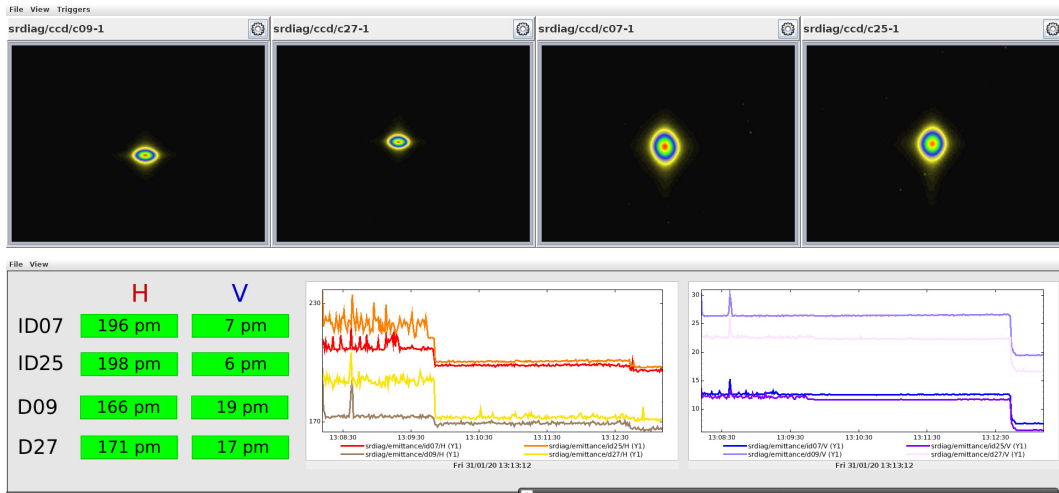 File View Triggers
srdiag/ccd/c09-1 srdiag/ccd/c27-1 srdiag/ccd/c07-1 srdiag/ccd/c25-1
File View
H V
ID07 196 pm 7 pm
ID25 198 pm 6 pm
D09 166 pm 19 pm
D27 171 pm 17 pm
230
170
13:08:30 13:09:30 13:10:30 13:11:30 13:12:30
srdiag/emittance/id07/H (Y1) srdiag/emittance/id25/H (Y1)
srdiag/emittance/d09/H (Y1) srdiag/emittance/d27/H (Y1)
Fri 31/01/20 13:13:12
30
25
20
15
10
13:08:30 13:09:30 13:10:30 13:11:30 13:12:30
srdiag/emittance/id07/V (Y1) srdiag/emittance/id25/V (Y1)
srdiag/emittance/d09/V (Y1) srdiag/emittance/d27/V (Y1)
Fri 31/01/20 13:13:12